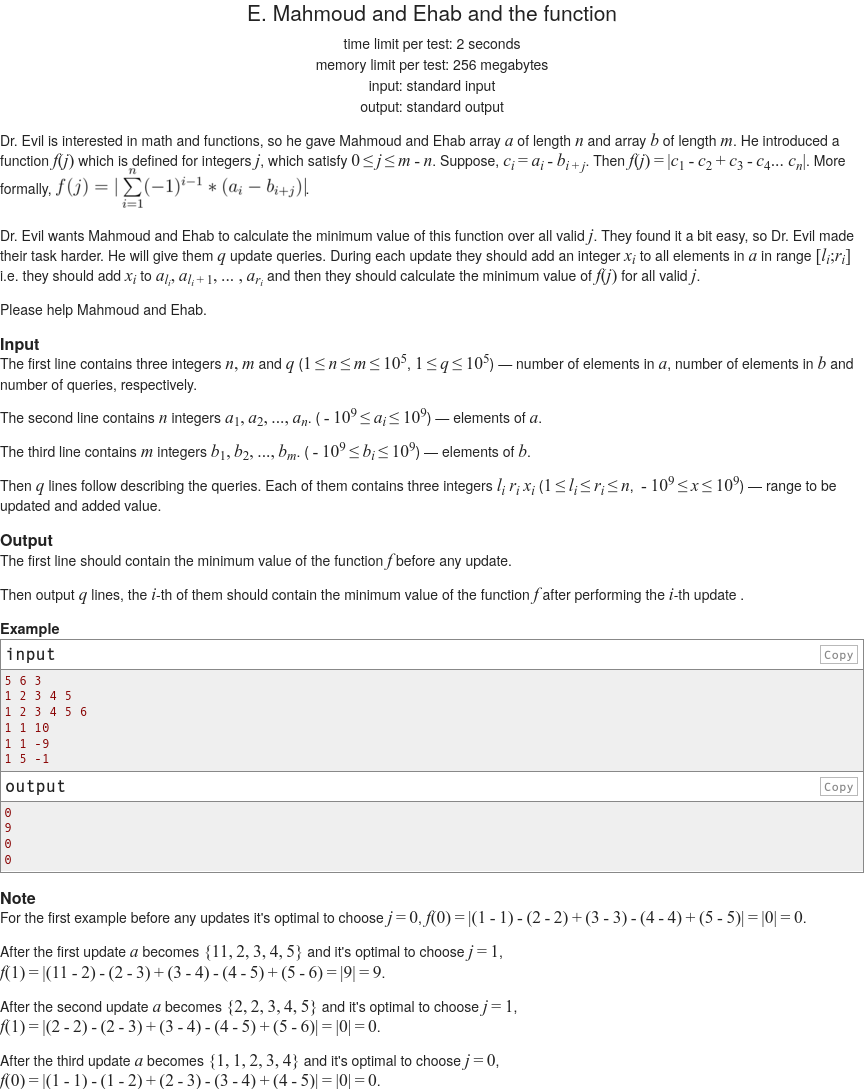 E. Mahmoud and Ehab and the function
time limit per test: 2 seconds
memory limit per test: 256 megabytes
input: standard input
output: standard output
Dr. Evil is interested in math and functions, so he gave Mahmoud and Ehab array a of length n and array b of length m. He introduced a
function f(j) which is defined for integers j, which satisfy 0 ≤ j ≤ m - n. Suppose, c_i = a_i - b_{i + j}. Then f(j) = |c_1 - c_2 + c_3 - c_4... c_n|. More
formally, f(j) = |\sum_{i=1}^{n} (-1)^{i-1} * (a_i - b_{i+j})|.
Dr. Evil wants Mahmoud and Ehab to calculate the minimum value of this function over all valid j. They found it a bit easy, so Dr. Evil made
their task harder. He will give them q update queries. During each update they should add an integer x_i to all elements in a in range [l_i;r_i]
i.e. they should add x_i to a_{l_i}, a_{l_i + 1}, ... , a_{r_i} and then they should calculate the minimum value of f(j) for all valid j.
Please help Mahmoud and Ehab.
Input
The first line contains three integers n, m and q (1 ≤ n ≤ m ≤ 10^5, 1 ≤ q ≤ 10^5) — number of elements in a, number of elements in b and
number of queries, respectively.
The second line contains n integers a_1, a_2, ..., a_n. ( - 10^9 ≤ a_i ≤ 10^9) — elements of a.
The third line contains m integers b_1, b_2, ..., b_m. ( - 10^9 ≤ b_i ≤ 10^9) — elements of b.
Then q lines follow describing the queries. Each of them contains three integers l_i r_i x_i (1 ≤ l_i ≤ r_i ≤ n, - 10^9 ≤ x ≤ 10^9) — range to be
updated and added value.
Output
The first line should contain the minimum value of the function f before any update.
Then output q lines, the i-th of them should contain the minimum value of the function f after performing the i-th update .
Example
input
Copy
5 6 3
1 2 3 4 5
1 2 3 4 5 6
1 1 10
1 1 -9
1 5 -1
output
Copy
0
9
0
0
Note
For the first example before any updates it's optimal to choose j = 0, f(0) = |(1 - 1) - (2 - 2) + (3 - 3) - (4 - 4) + (5 - 5)| = |0| = 0.
After the first update a becomes {11, 2, 3, 4, 5} and it's optimal to choose j = 1,
f(1) = |(11 - 2) - (2 - 3) + (3 - 4) - (4 - 5) + (5 - 6) = |9| = 9.
After the second update a becomes {2, 2, 3, 4, 5} and it's optimal to choose j = 1,
f(1) = |(2 - 2) - (2 - 3) + (3 - 4) - (4 - 5) + (5 - 6)| = |0| = 0.
After the third update a becomes {1, 1, 2, 3, 4} and it's optimal to choose j = 0,
f(0) = |(1 - 1) - (1 - 2) + (2 - 3) - (3 - 4) + (4 - 5)| = |0| = 0.